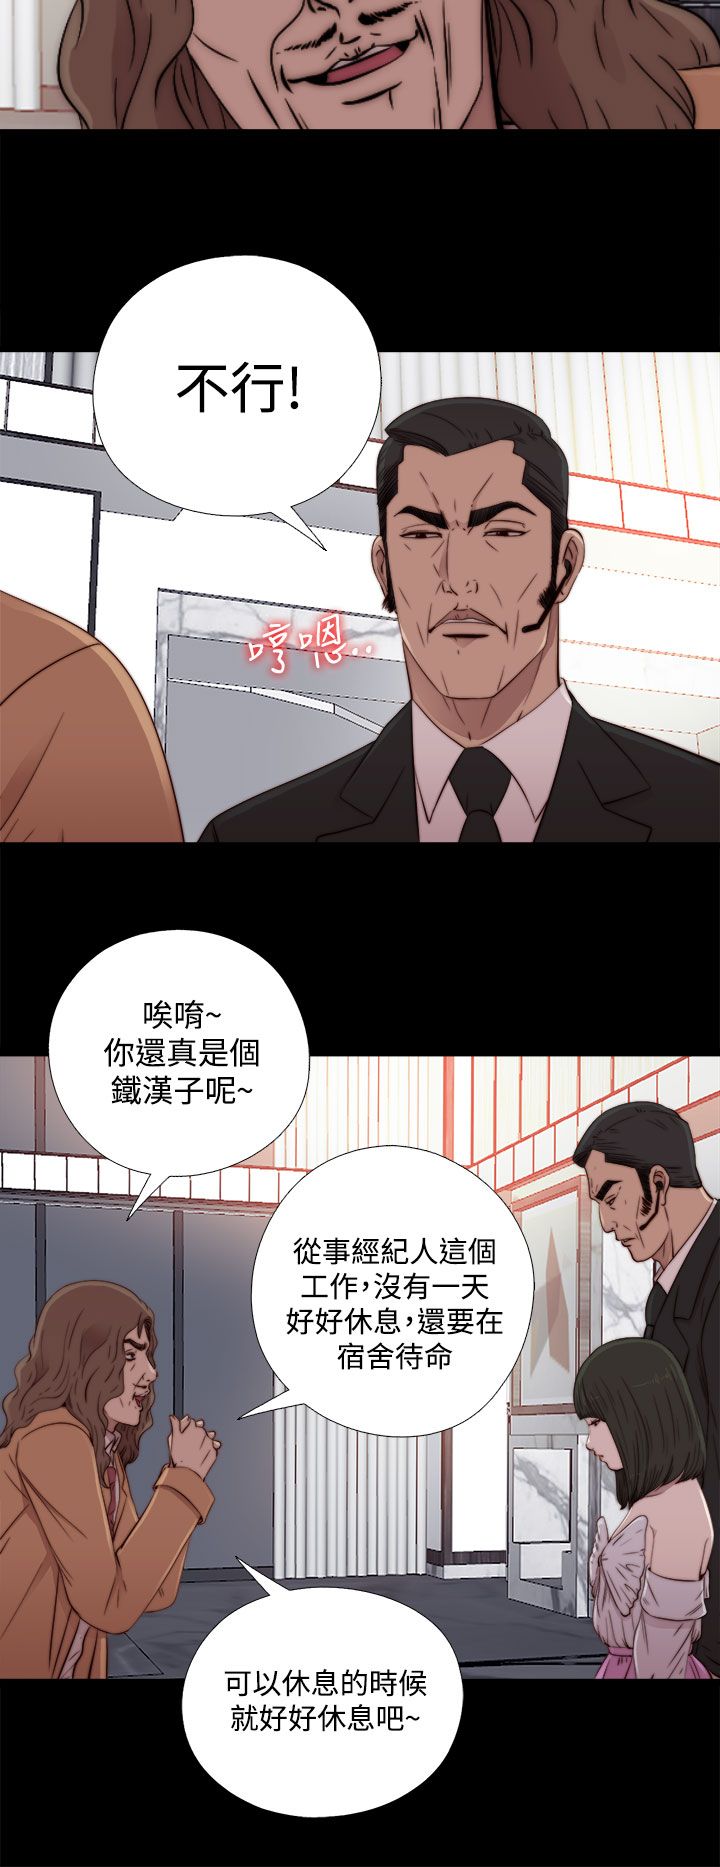 不行!
哼嗯..
唉唷~
你還真是個
鐵漢子呢~
從事經紀人這個
工作，沒有一天
好好休息，還要在
宿舍待命
可以休息的時候
就好好休息吧~